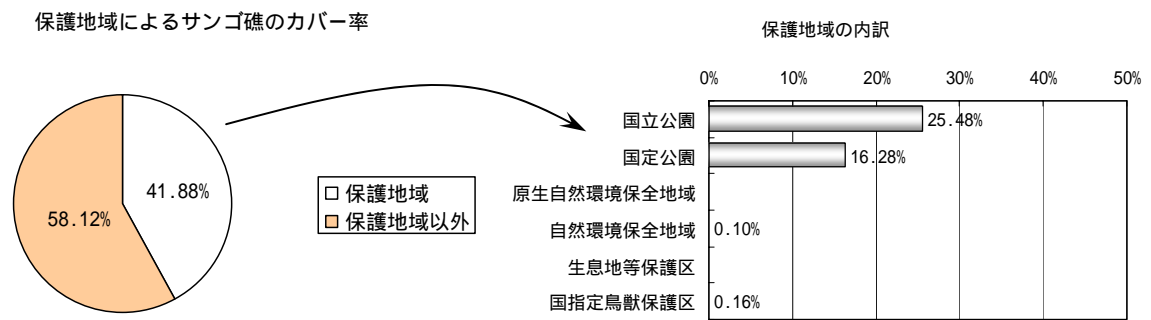 保護地域によるサンゴ礁のカバー率
41.88%
58.12%
保護地域
保護地域以外
保護地域の内訳
0% 10% 20% 30% 40% 50%
国立公園 25.48%
国定公園 16.28%
原生自然環境保全地域
自然環境保全地域 0.10%
生息地等保護区
国指定鳥獣保護区 0.16%